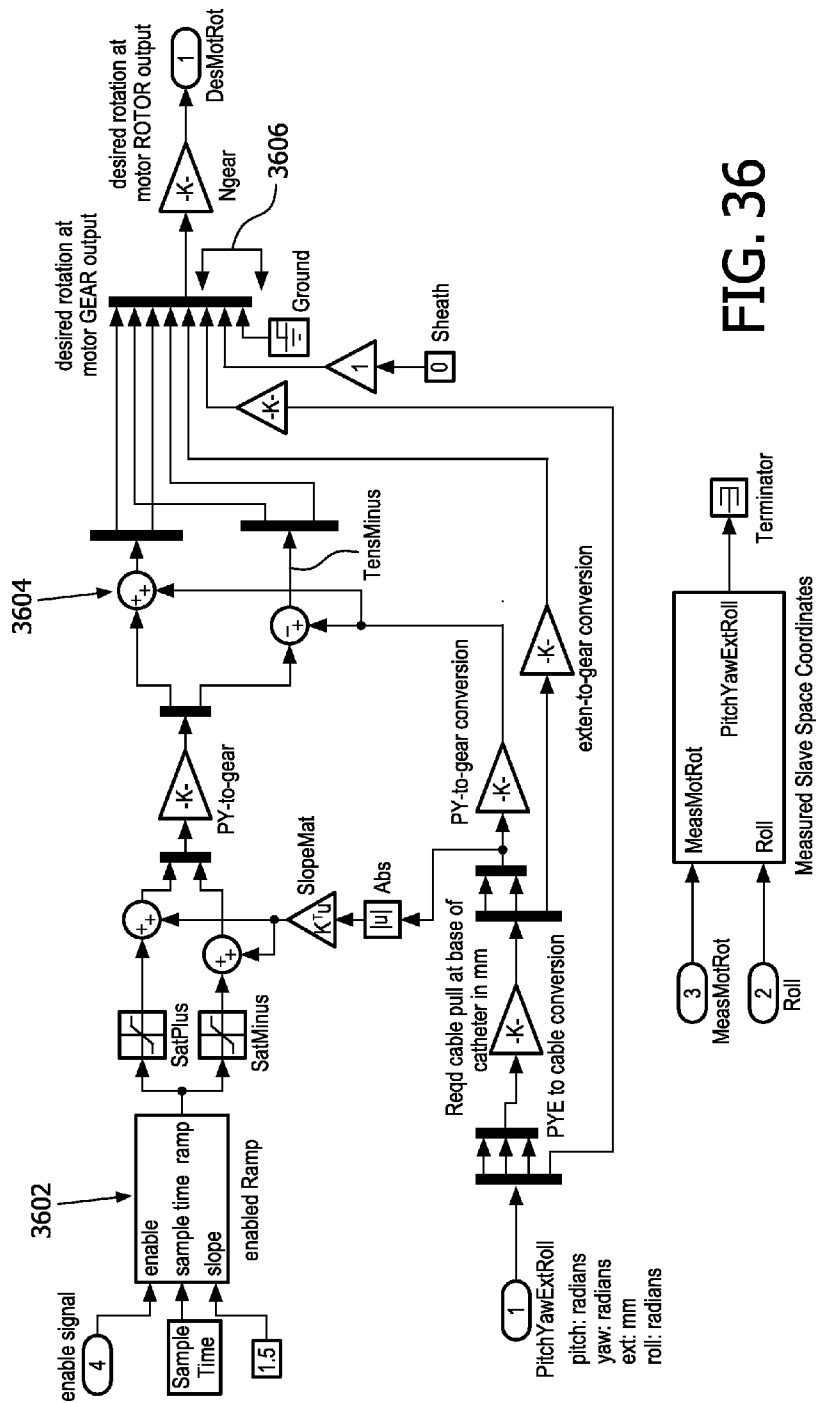 enable signal
4
Sample
Time
1.5
3602
enable
sample time ramp
slope
enabled Ramp
SatPlus
SatMinus
++
++
K
T
u
SlopeMat
|u|
Abs
-K-
PY-to-gear
3604
++
-+
TensMinus
desired rotation at
motor GEAR output
desired rotation at
motor ROTOR output
-K-
Ngear
1
DesMotRot
3606
Ground
1
0
Sheath
-K-
1
PitchYawExtRoll
pitch: radians
yaw: radians
ext: mm
roll: radians
Reqd cable pull at base of
catheter in mm
-K-
PYE to cable conversion
PY-to-gear conversion
-K-
-K-
exten-to-gear conversion
3
MeasMotRot
2
Roll
MeasMotRot
PitchYawExtRoll
Roll
Measured Slave Space Coordinates
Terminator
FIG. 36